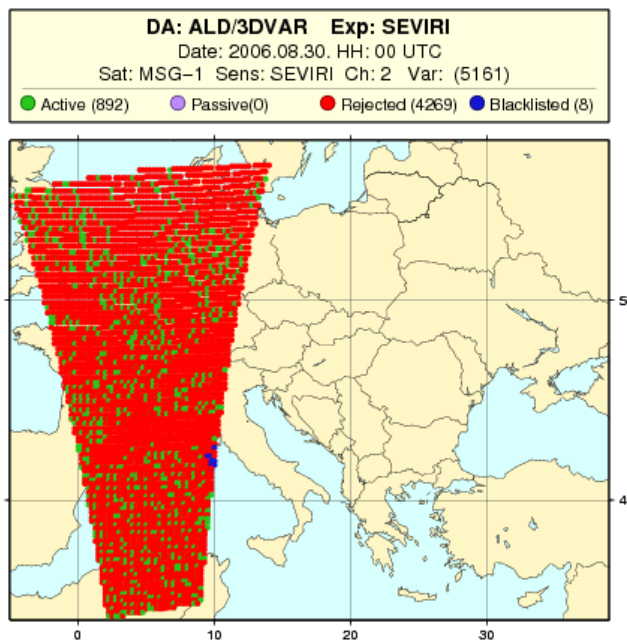 DA: ALD/3DVAR Exp: SEVIRI
Date: 2006.08.30. HH: 00 UTC
Sat: MSG-1 Sens: SEVIRI Ch: 2 Var: (5161)
Active (892) Passive(0) Rejected (4269) Blacklisted (8)
5
4
0 10 20 30